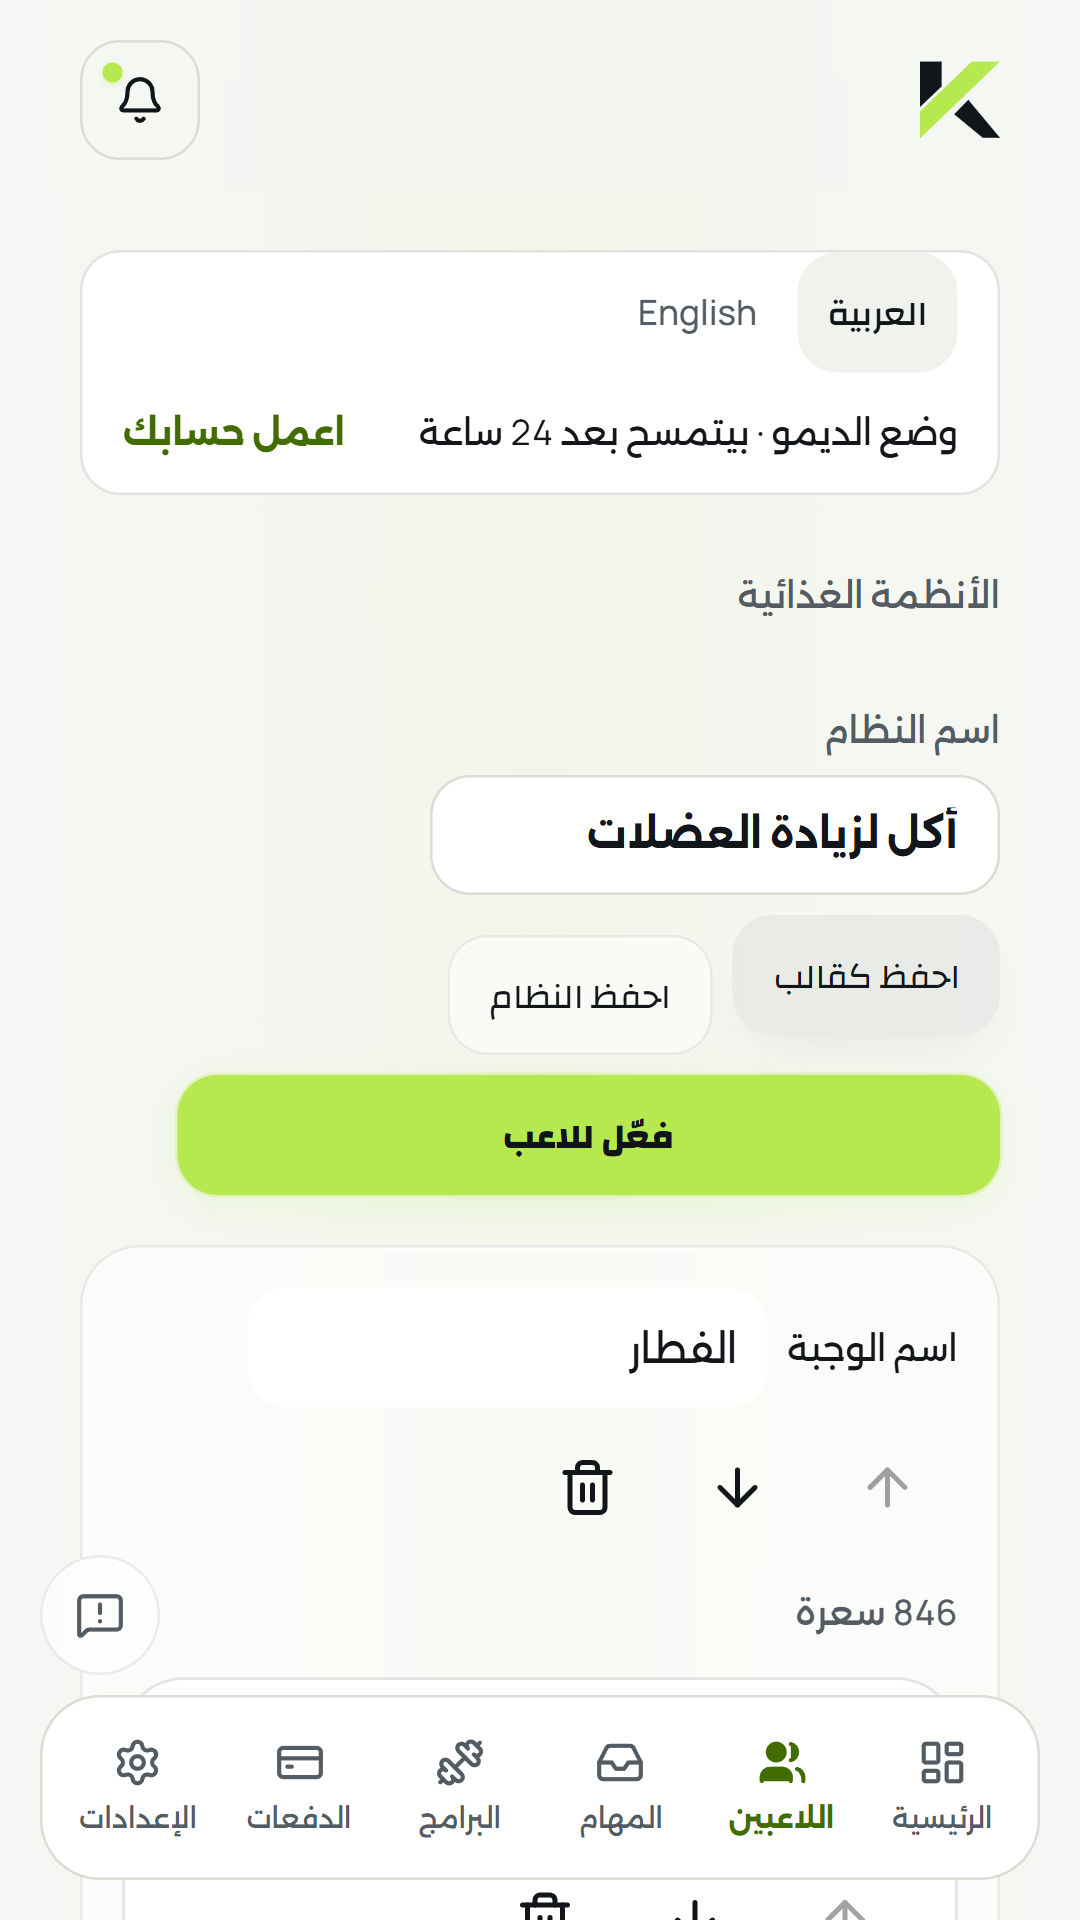 العربية English
وضع الديمو · بيتمسح بعد 24 ساعة اعمل حسابك
الأنظمة الغذائية
اسم النظام
أكل لزيادة العضلات
احفظ كقالب احفظ النظام
فعّل للاعب
اسم الوجبة الفطار
846 سعرة
الرئيسية اللاعبين المهام البرامج الدفعات الإعدادات